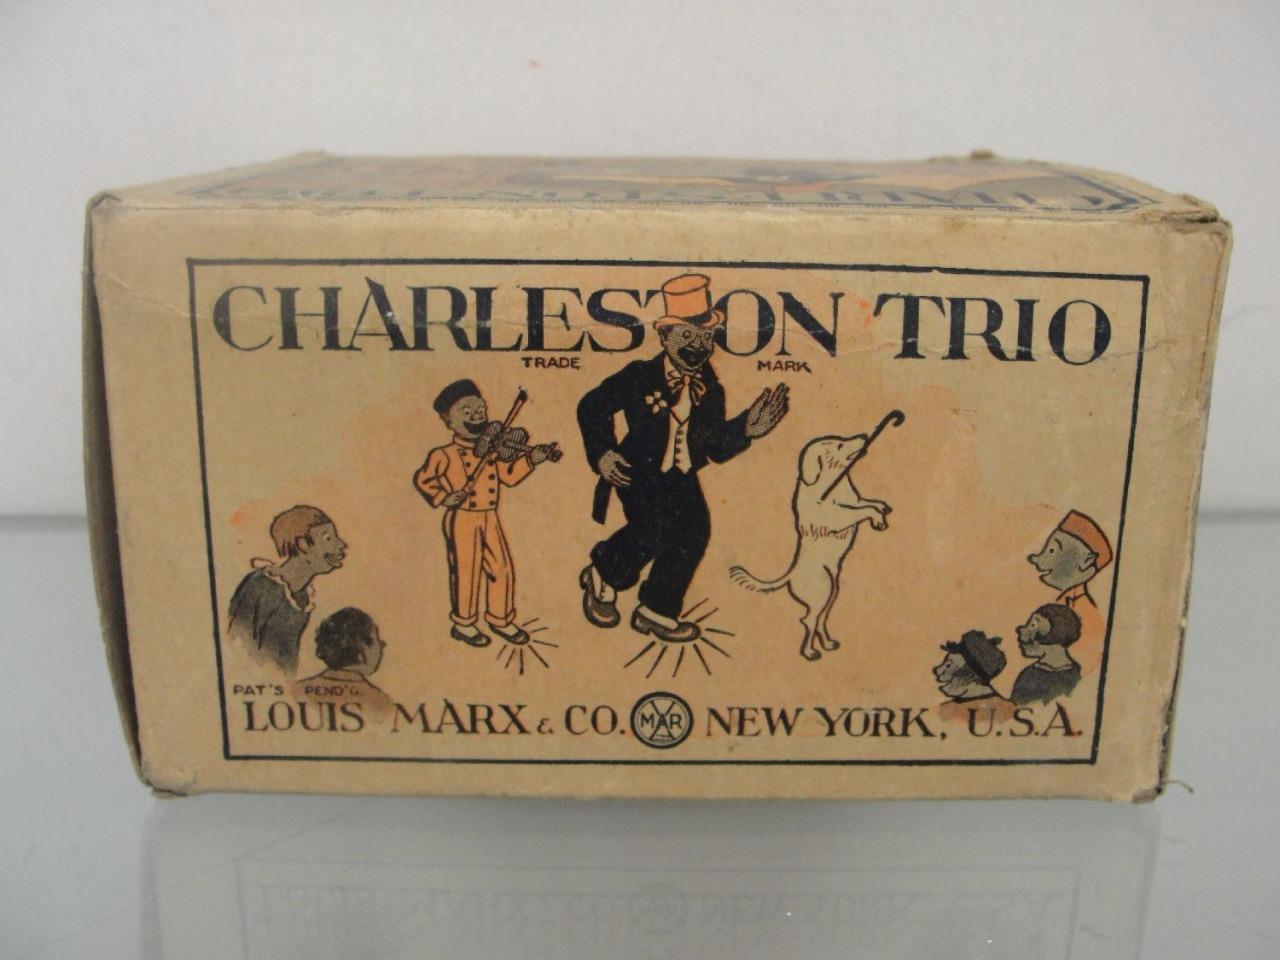 CHARLESTON TRIO
TRADE MARK
PAT'S PEND'G.
LOUIS MARX & CO. MAR NEW YORK, U.S.A.